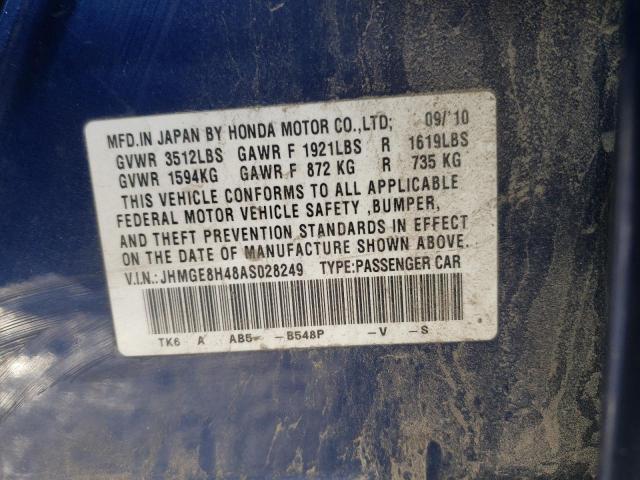 MFD.IN JAPAN BY HONDA MOTOR CO.,LTD; 09/'10
GVWR 3512LBS GAWR F 1921LBS R 1619LBS
GVWR 1594KG GAWR F 872 KG R 735 KG
THIS VEHICLE CONFORMS TO ALL APPLICABLE
FEDERAL MOTOR VEHICLE SAFETY ,BUMPER,
AND THEFT PREVENTION STANDARDS IN EFFECT
ON THE DATE OF MANUFACTURE SHOWN ABOVE.
V.I.N.:JHMGE8H48AS028249 TYPE:PASSENGER CAR
TK6 A AB5- -B548P -V -S